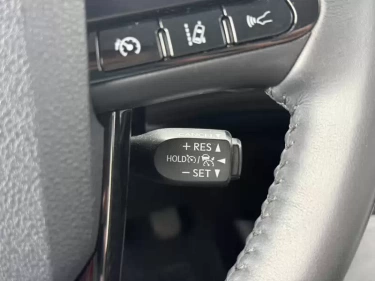 + RES
HOLD /
− SET